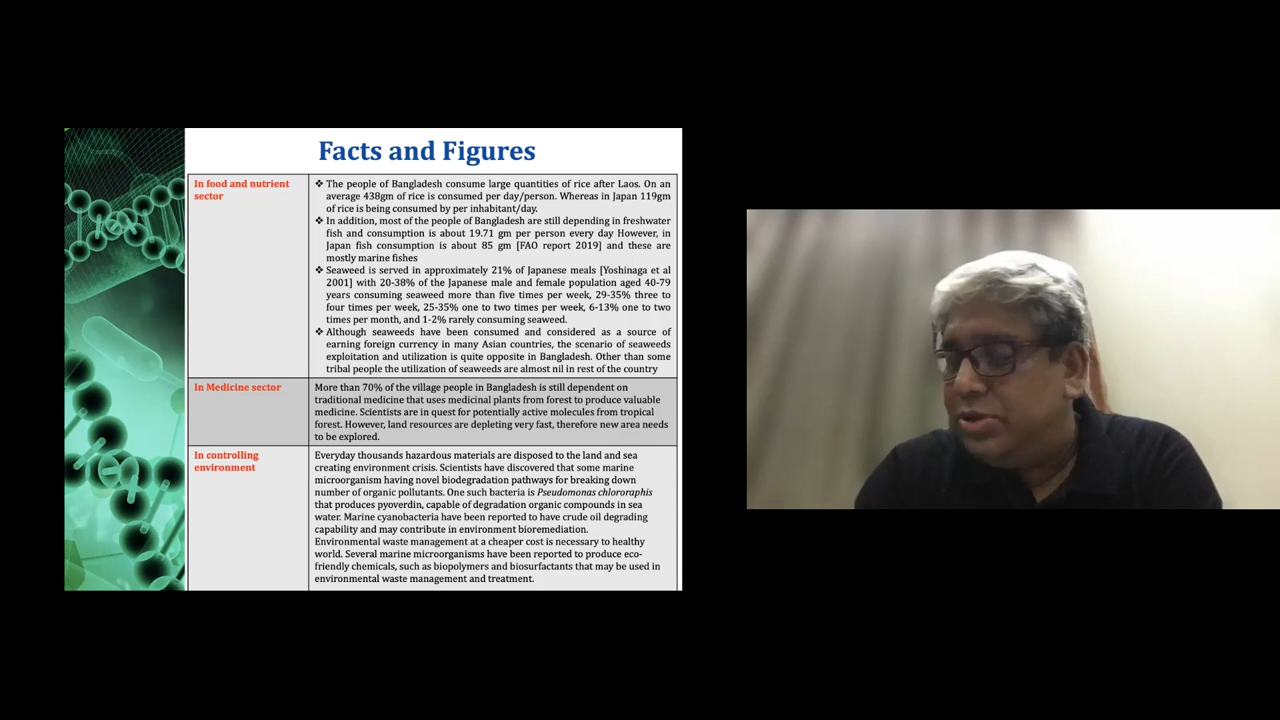 Facts and Figures
In food and nutrient
sector
❖ The people of Bangladesh consume large quantities of rice after Laos. On an
average 438gm of rice is consumed per day/person. Whereas in Japan 119gm
of rice is being consumed by per inhabitant/day.
❖ In addition, most of the people of Bangladesh are still depending in freshwater
fish and consumption is about 19.71 gm per person every day However, in
Japan fish consumption is about 85 gm [FAO report 2019] and these are
mostly marine fishes
❖ Seaweed is served in approximately 21% of Japanese meals [Yoshinaga et al
2001] with 20-38% of the Japanese male and female population aged 40-79
years consuming seaweed more than five times per week, 29-35% three to
four times per week, 25-35% one to two times per week, 6-13% one to two
times per month, and 1-2% rarely consuming seaweed.
❖ Although seaweeds have been consumed and considered as a source of
earning foreign currency in many Asian countries, the scenario of seaweeds
exploitation and utilization is quite opposite in Bangladesh. Other than some
tribal people the utilization of seaweeds are almost nil in rest of the country
In Medicine sector
More than 70% of the village people in Bangladesh is still dependent on
traditional medicine that uses medicinal plants from forest to produce valuable
medicine. Scientists are in quest for potentially active molecules from tropical
forest. However, land resources are depleting very fast, therefore new area needs
to be explored.
In controlling
environment
Everyday thousands hazardous materials are disposed to the land and sea
creating environment crisis. Scientists have discovered that some marine
microorganism having novel biodegradation pathways for breaking down
number of organic pollutants. One such bacteria is Pseudomonas chlororaphis
that produces pyoverdin, capable of degradation organic compounds in sea
water. Marine cyanobacteria have been reported to have crude oil degrading
capability and may contribute in environment bioremediation.
Environmental waste management at a cheaper cost is necessary to healthy
world. Several marine microorganisms have been reported to produce eco-
friendly chemicals, such as biopolymers and biosurfactants that may be used in
environmental waste management and treatment.